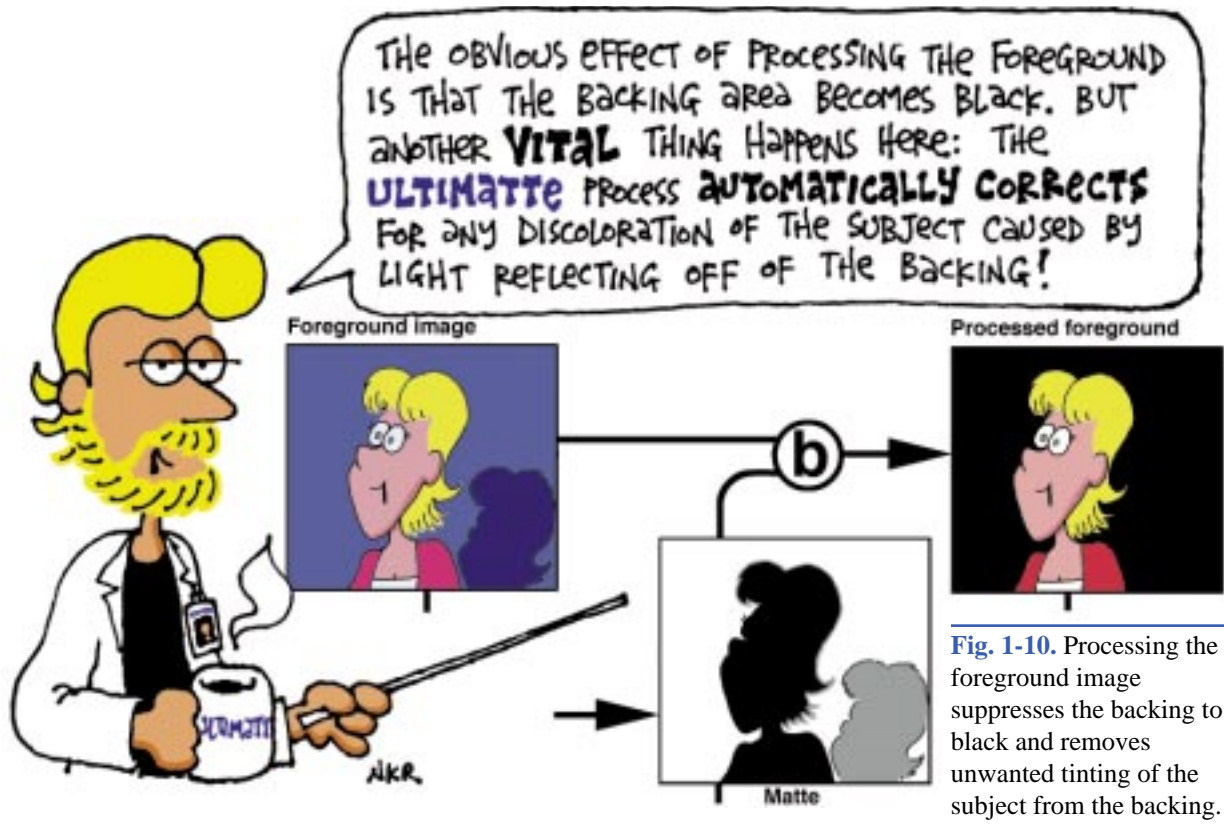 THE OBVIOUS EFFECT OF PROCESSING THE FOREGROUND
IS THAT THE BACKING AREA BECOMES BLACK. BUT
ANOTHER VITAL THING HAPPENS HERE: THE
ULTIMATTE PROCESS AUTOMATICALLY CORRECTS
FOR ANY DISCOLORATION OF THE SUBJECT CAUSED BY
LIGHT REFLECTING OFF OF THE BACKING!
Foreground image
Processed foreground
b
Matte
NKR
Fig. 1-10. Processing the
foreground image
suppresses the backing to
black and removes
unwanted tinting of the
subject from the backing.